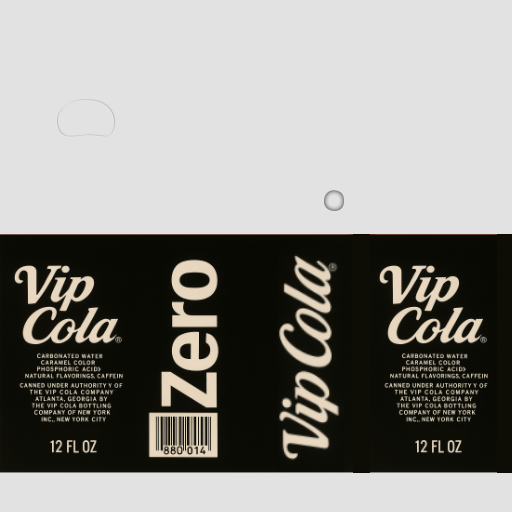 Vip
Cola®
CARBONATED WATER
CARAMEL COLOR
PHOSPHORIC ACID)
NATURAL FLAVORINGS, CAFFEIN
CANNED UNDER AUTHORITY Y OF
THE VIP COLA COMPANY
ATLANTA, GEORGIA BY
THE VIP COLA BOTTLING
COMPANY OF NEW YORK
INC., NEW YORK CITY
12 FL OZ
Zero
880 014
Vip Cola®
Vip
Cola®
CARBONATED WATER
CARAMEL COLOR
PHOSPHORIC ACID)
NATURAL FLAVORINGS, CAFFEIN
CANNED UNDER AUTHORITY Y OF
THE VIP COLA COMPANY
ATLANTA, GEORGIA BY
THE VIP COLA BOTTLING
COMPANY OF NEW YORK
INC., NEW YORK CITY
12 FL OZ